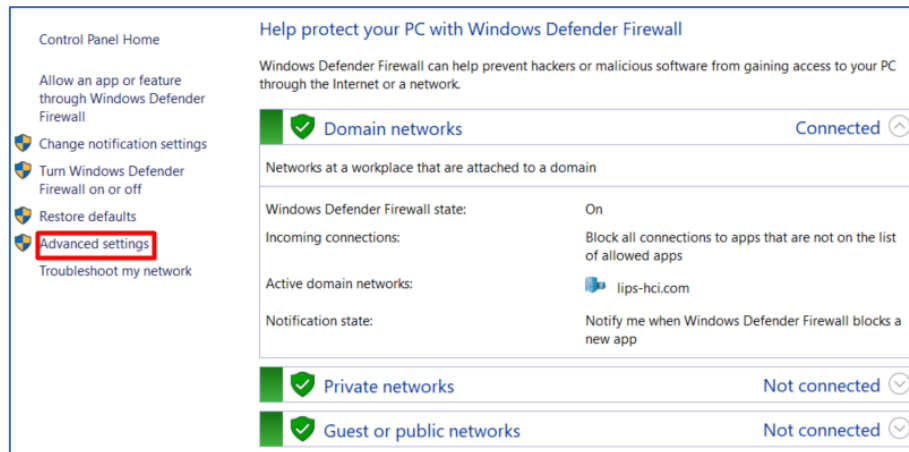 Control Panel Home
Allow an app or feature
through Windows Defender
Firewall
Change notification settings
Turn Windows Defender
Firewall on or off
Restore defaults
Advanced settings
Troubleshoot my network
Help protect your PC with Windows Defender Firewall
Windows Defender Firewall can help prevent hackers or malicious software from gaining access to your PC
through the Internet or a network.
Domain networks Connected
Networks at a workplace that are attached to a domain
Windows Defender Firewall state: On
Incoming connections: Block all connections to apps that are not on the list
of allowed apps
Active domain networks: lips-hci.com
Notification state: Notify me when Windows Defender Firewall blocks a
new app
Private networks Not connected
Guest or public networks Not connected